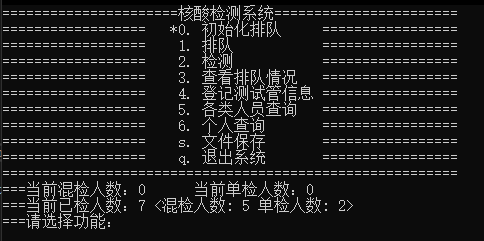 ======================核酸检测系统=======================
================== *0. 初始化排队 ==================
================== 1. 排队 ==================
================== 2. 检测 ==================
================== 3. 查看排队情况 ==================
================== 4. 登记测试管信息 ==================
================== 5. 各类人员查询 ==================
================== 6. 个人查询 ==================
================== s. 文件保存 ==================
================== q. 退出系统 ==================
=========================================================
===当前混检人数: 0 当前单检人数: 0
===当前已检人数: 7 <混检人数: 5 单检人数: 2>
===请选择功能: